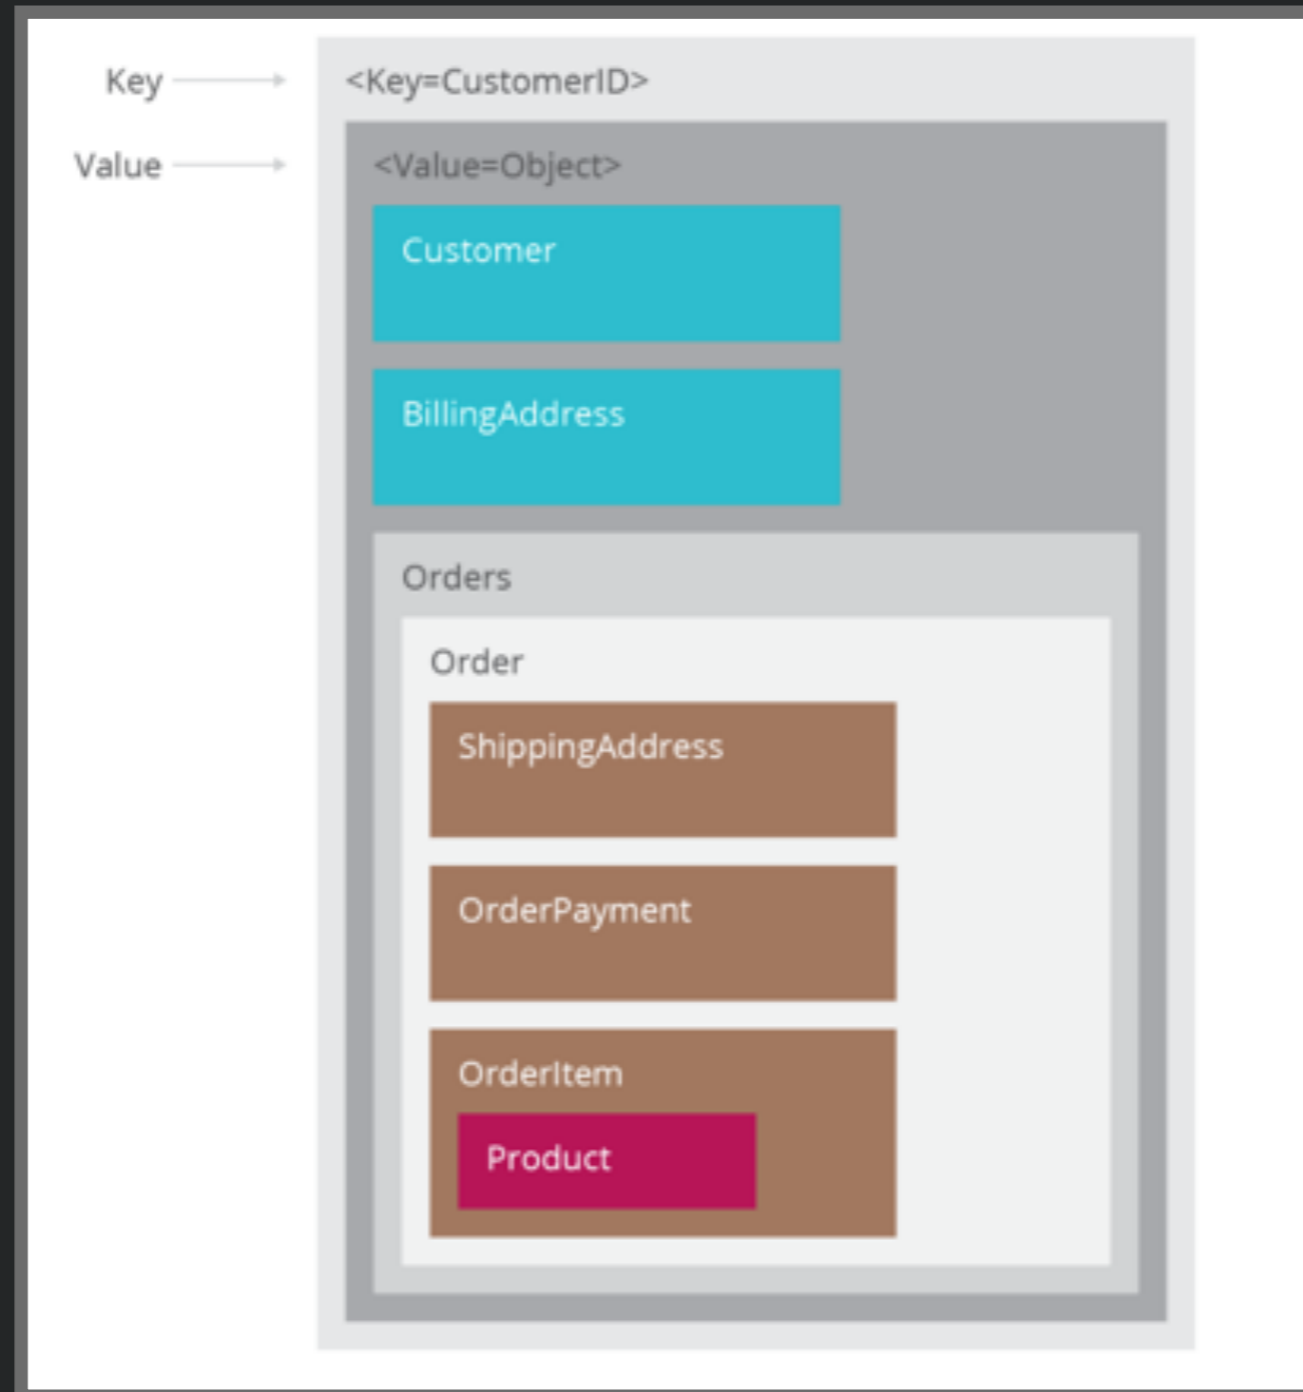 Key
<Key=CustomerID>
Value
<Value=Object>
Customer
BillingAddress
Orders
Order
ShippingAddress
OrderPayment
OrderItem
Product